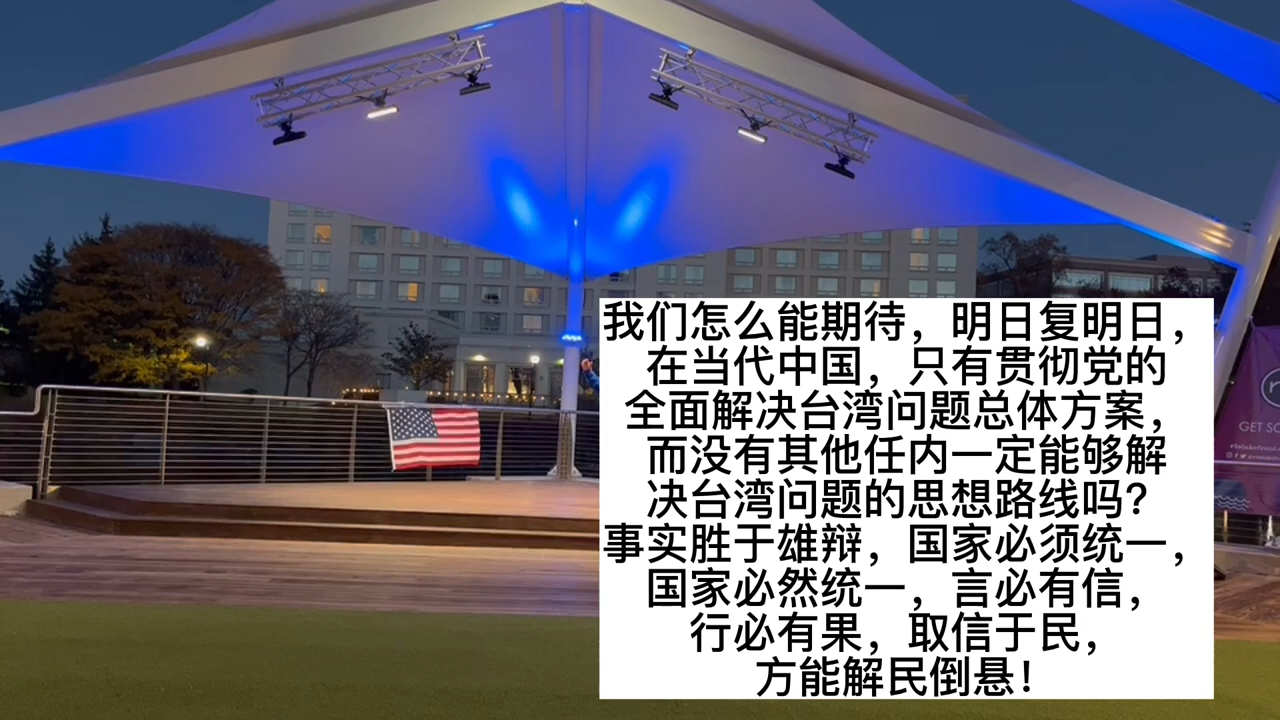 我们怎么能期待，明日复明日，
在当代中国，只有贯彻党的
全面解决台湾问题总体方案，
而没有其他任内一定能够解
决台湾问题的思想路线吗？
事实胜于雄辩，国家必须统一，
国家必然统一，言必有信，
行必有果，取信于民，
方能解民倒悬！
GET SO